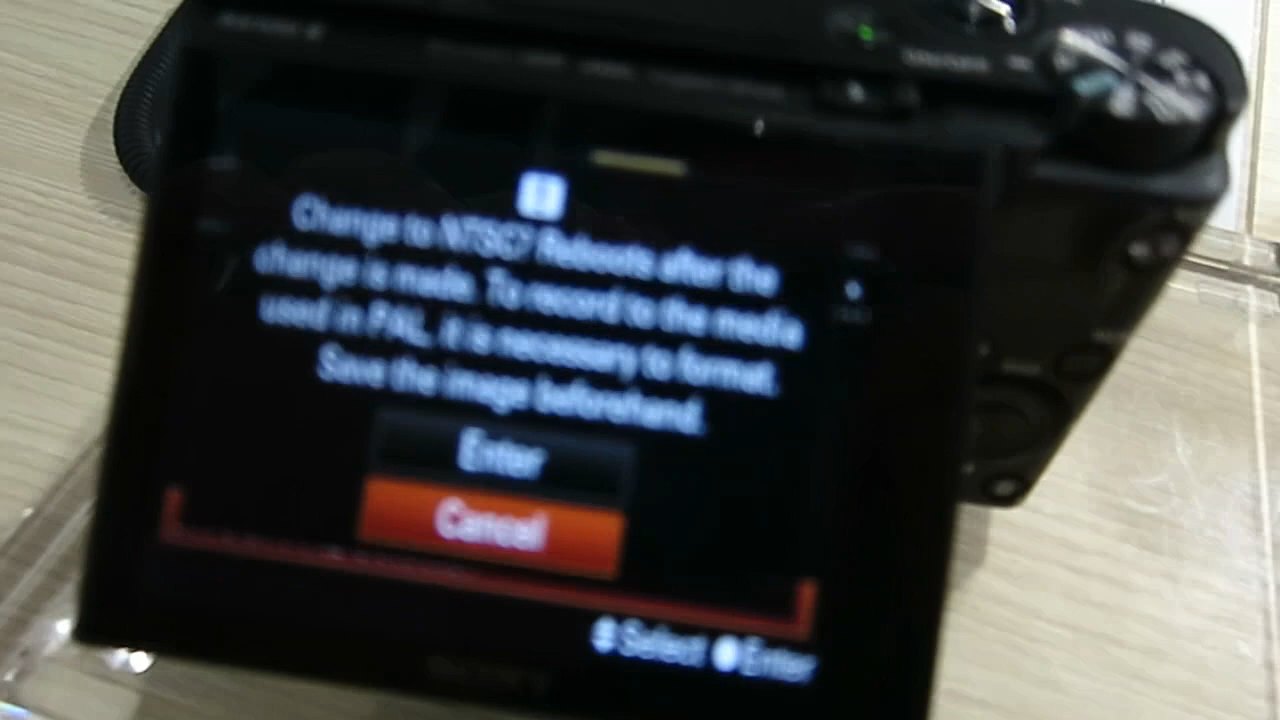 Change to NTSC? Reboots after the
change is made. To record to the media
used in PAL, it is necessary to format.
Save the image beforehand.
Enter
Cancel
Select Enter
SONY